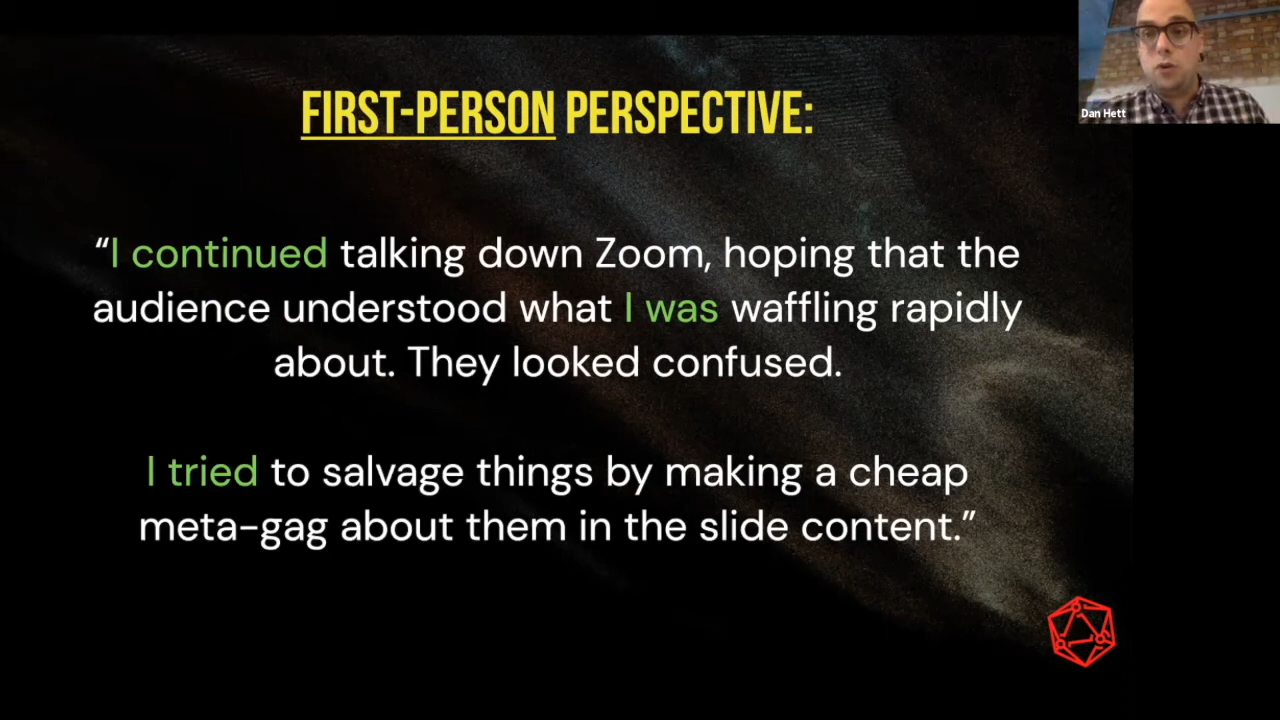 FIRST-PERSON PERSPECTIVE:
“I continued talking down Zoom, hoping that the
audience understood what I was waffling rapidly
about. They looked confused.
I tried to salvage things by making a cheap
meta-gag about them in the slide content.”
Dan Hett